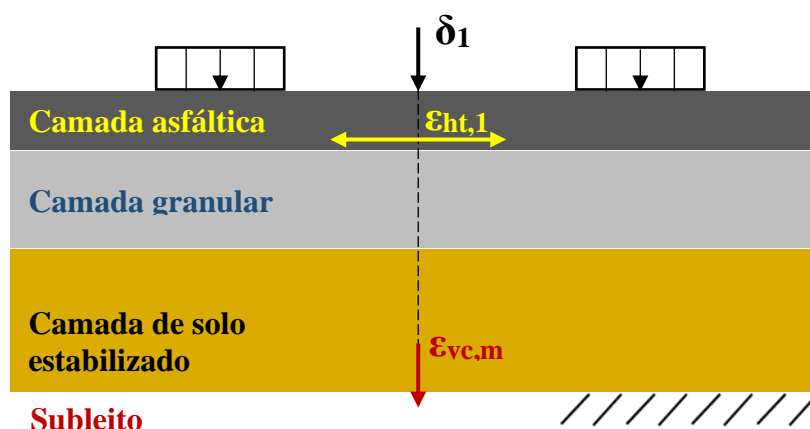 δ1
Camada asfáltica
εht,1
Camada granular
Camada de solo
estabilizado
εvc,m
Subleito